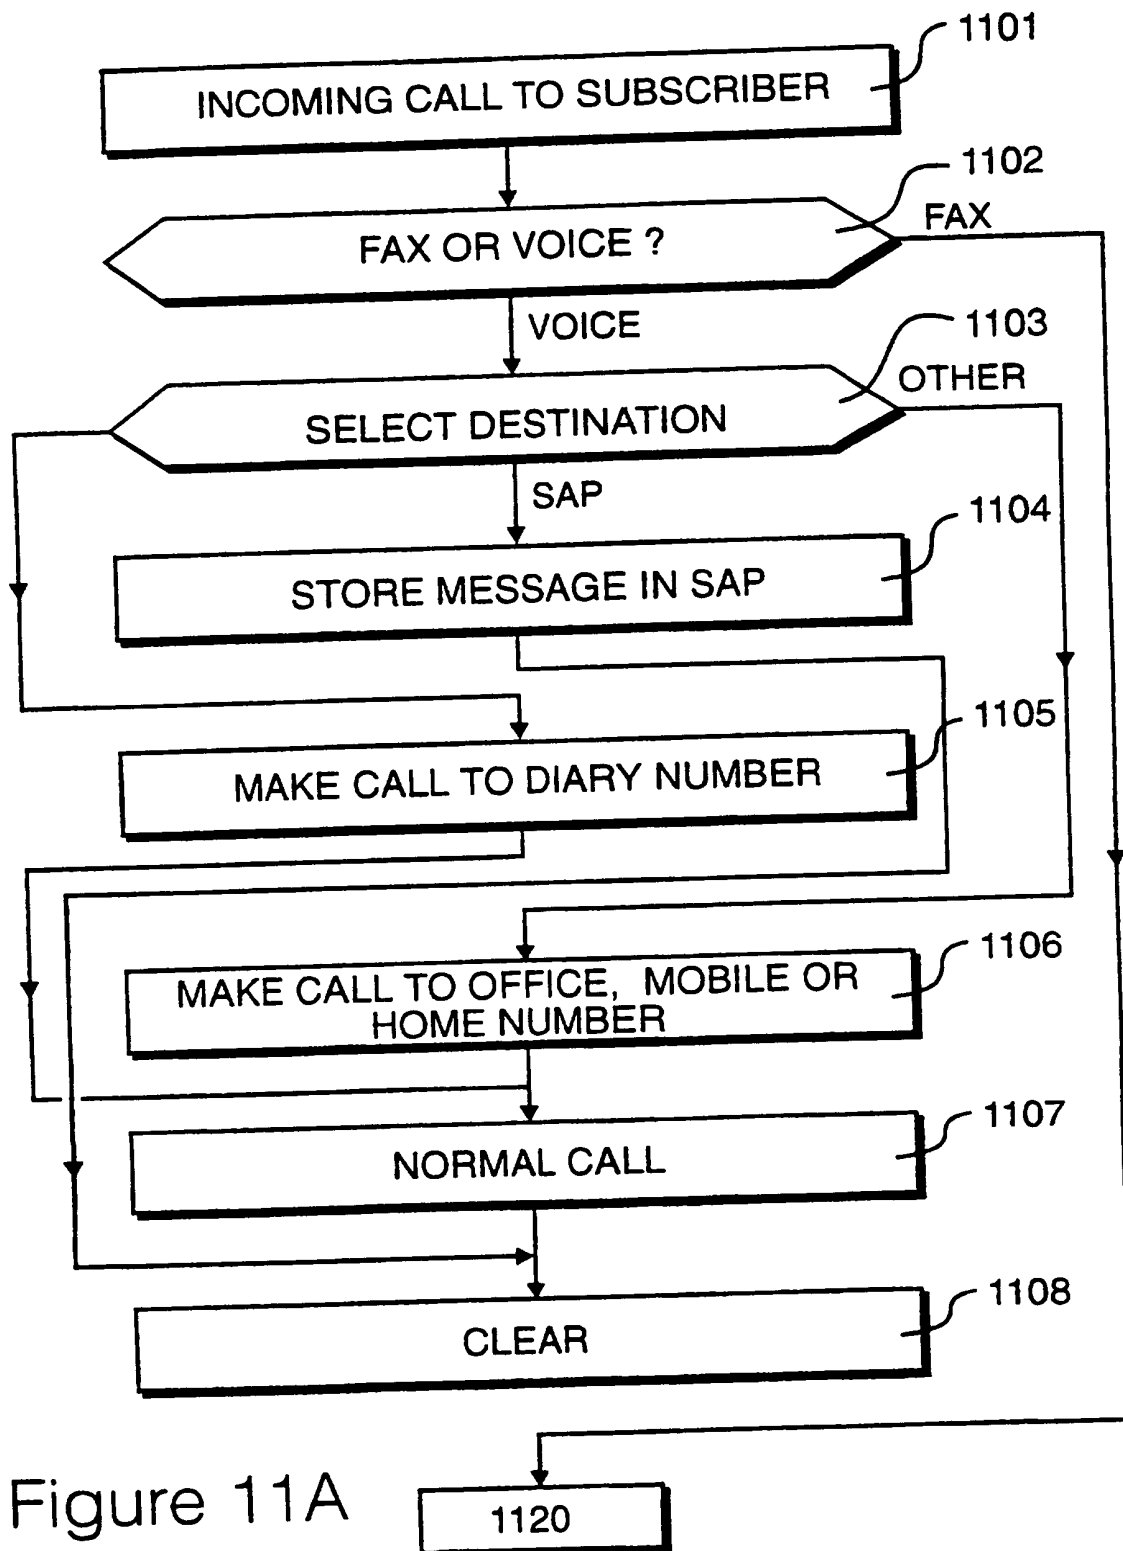 1101
INCOMING CALL TO SUBSCRIBER
1102
FAX
FAX OR VOICE ?
VOICE
1103
OTHER
SELECT DESTINATION
SAP
1104
STORE MESSAGE IN SAP
1105
MAKE CALL TO DIARY NUMBER
1106
MAKE CALL TO OFFICE, MOBILE OR
HOME NUMBER
1107
NORMAL CALL
1108
CLEAR
Figure 11A
1120